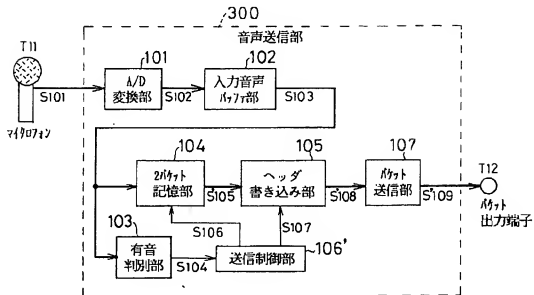 300
音声送信部
T11
101
102
A/D
変換部
入力音声
バッファ部
S101
S102
S103
マイクロフォン
104
105
107
2パケット
記憶部
ヘッダ
書き込み部
パケット
送信部
T12
S'105
S'108
S'109
パケット
出力端子
S106
S107
103
有音
判別部
S104
送信制御部
106'